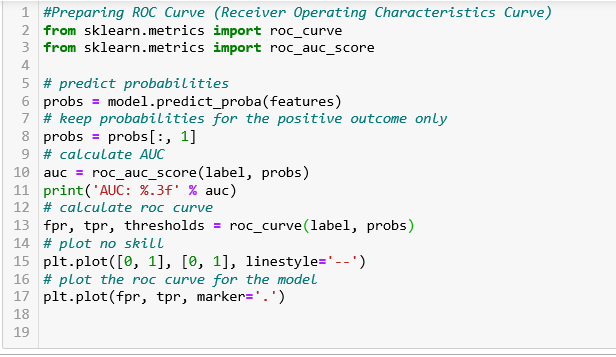 1 #Preparing ROC Curve (Receiver Operating Characteristics Curve)
2 from sklearn.metrics import roc_curve
3 from sklearn.metrics import roc_auc_score
4
5 # predict probabilities
6 probs = model.predict_proba(features)
7 # keep probabilities for the positive outcome only
8 probs = probs[:, 1]
9 # calculate AUC
10 auc = roc_auc_score(label, probs)
11 print('AUC: %.3f' % auc)
12 # calculate roc curve
13 fpr, tpr, thresholds = roc_curve(label, probs)
14 # plot no skill
15 plt.plot([0, 1], [0, 1], linestyle='--')
16 # plot the roc curve for the model
17 plt.plot(fpr, tpr, marker='.')
18
19